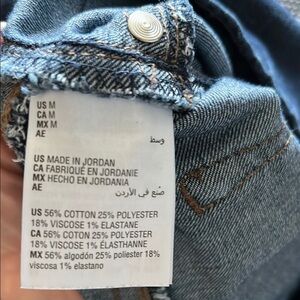 US M
CA M
MX M
AE
وسط
US MADE IN JORDAN
CA FABRIQUÉ EN JORDANIE
MX HECHO EN JORDANIA
AE
صُنع في الأردن
US 56% COTTON 25% POLYESTER
18% VISCOSE 1% ELASTANE
CA 56% COTON 25% POLYESTER
18% VISCOSE 1% ÉLASTHANNE
MX 56% algodón 25% poliéster 18%
viscosa 1% elastano